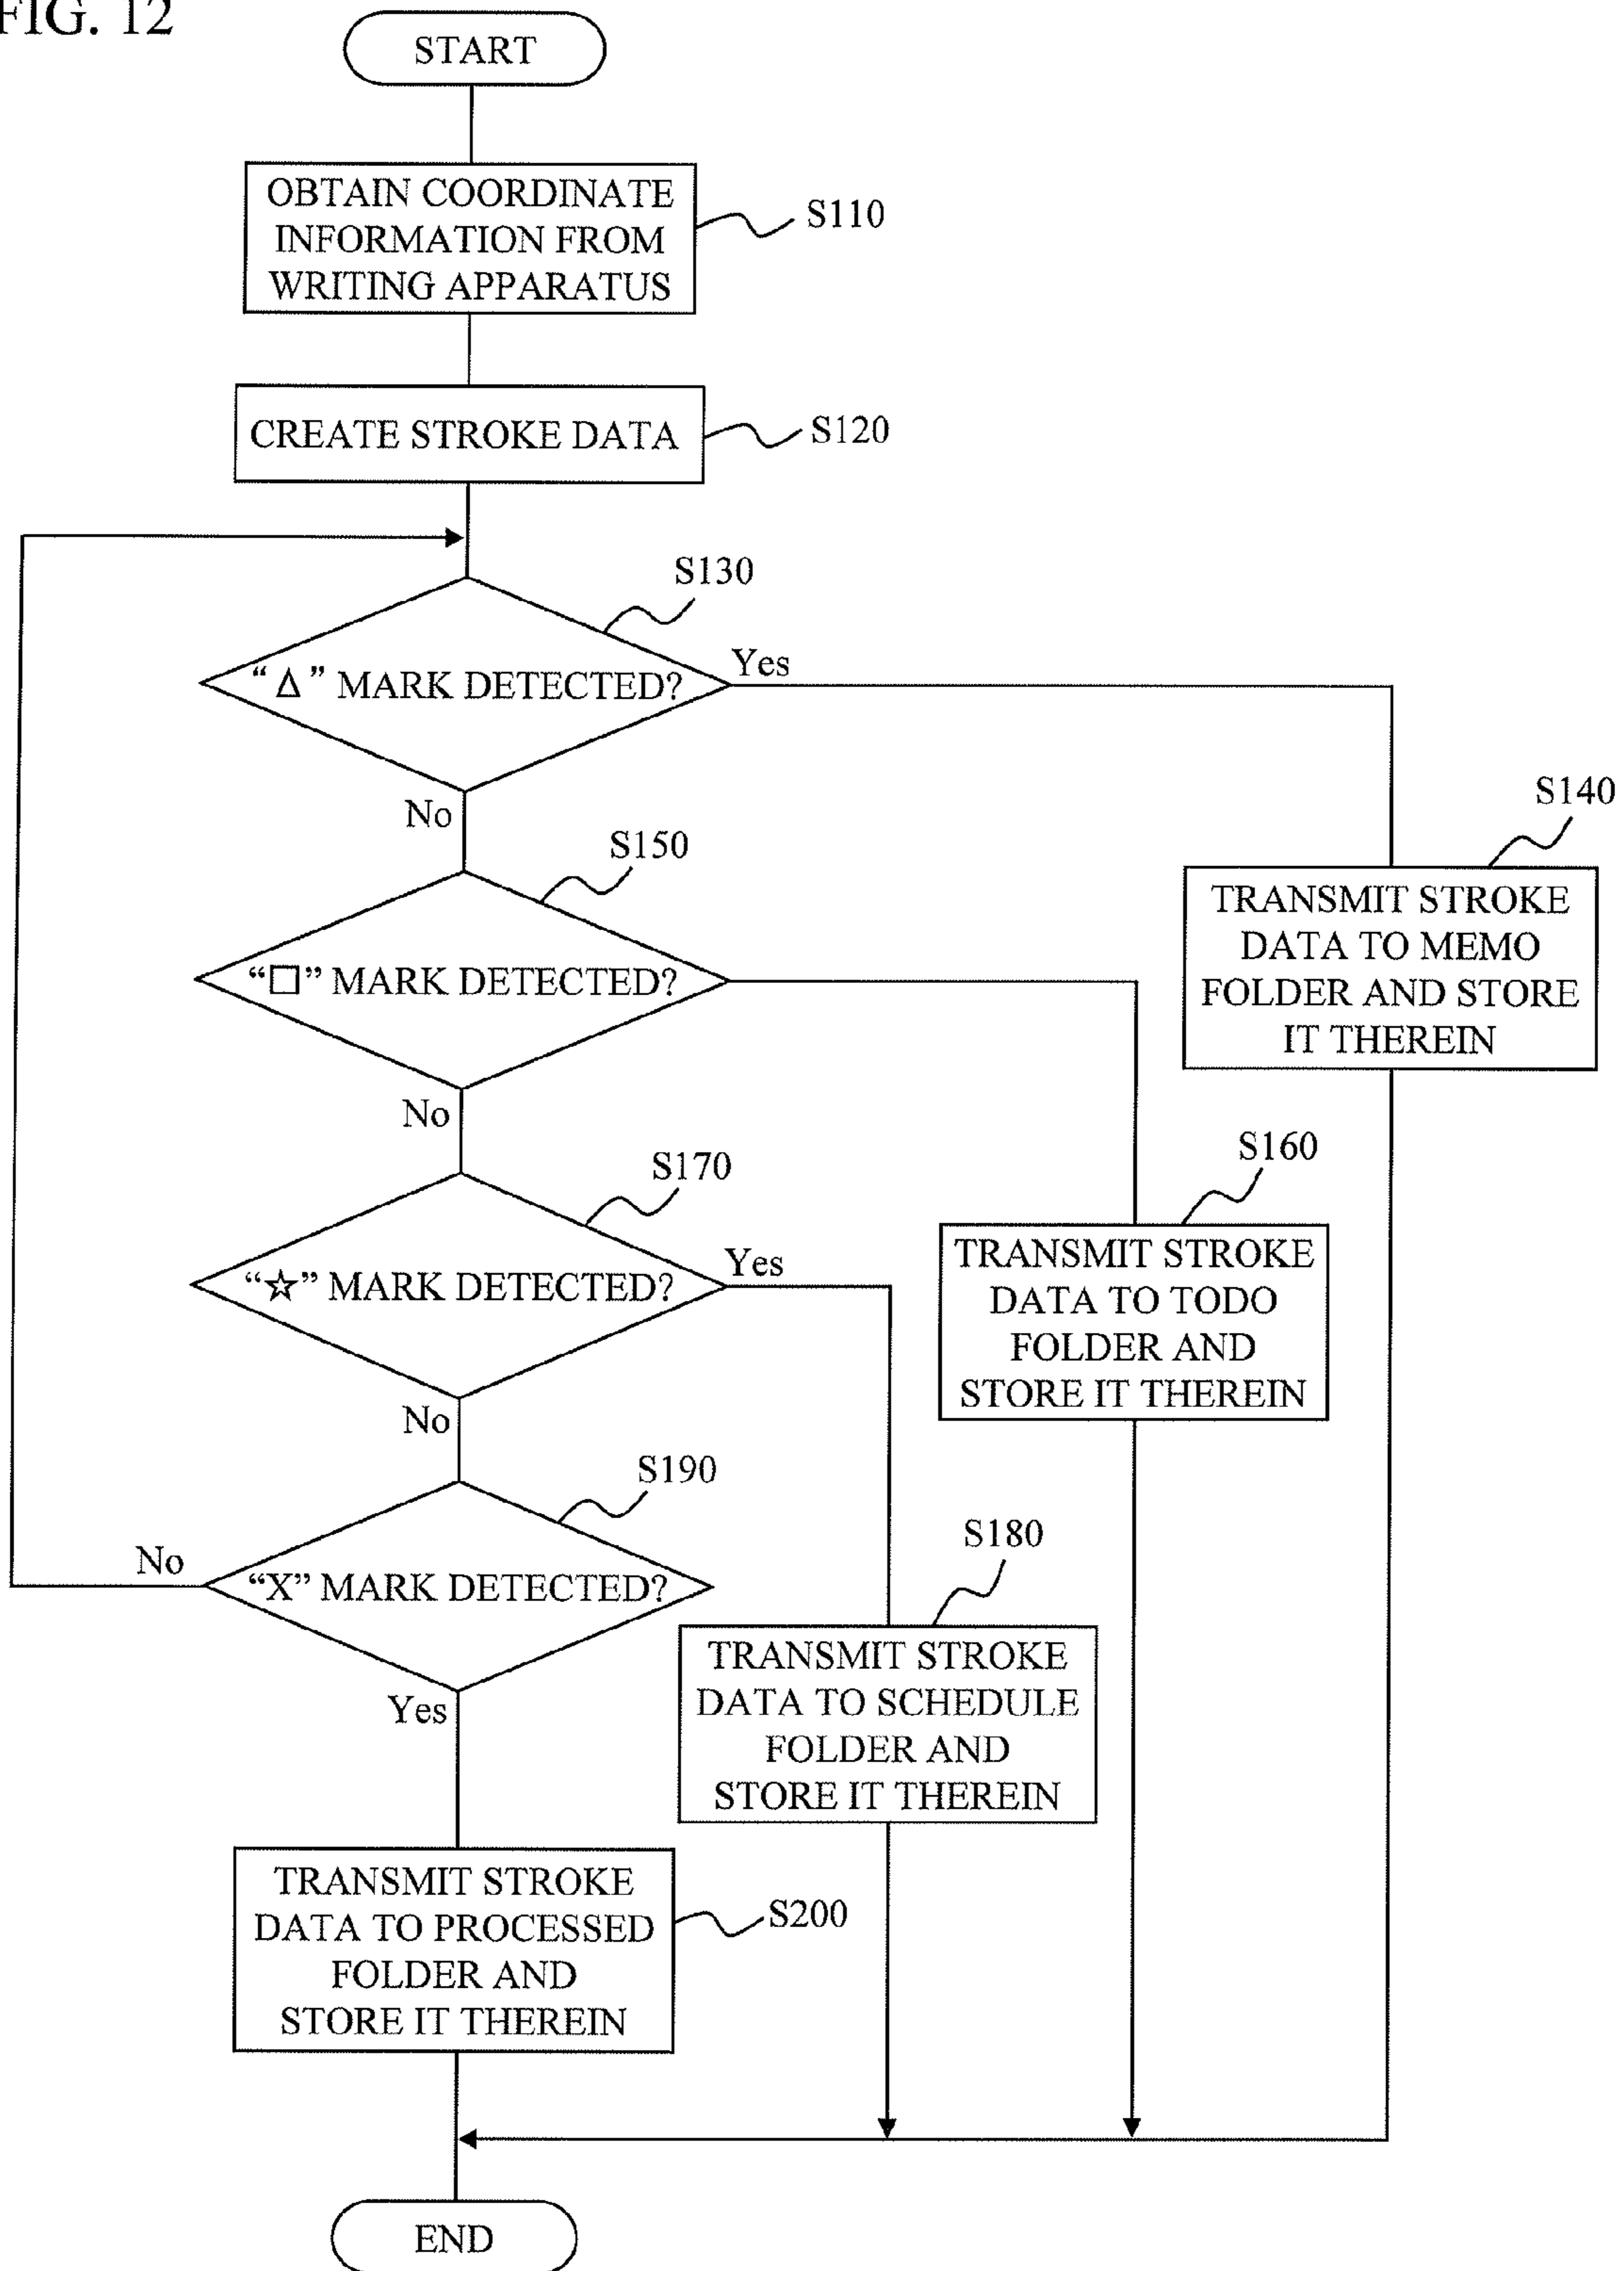 FIG. 12
START
OBTAIN COORDINATE
INFORMATION FROM
WRITING APPARATUS
S110
CREATE STROKE DATA
S120
S130
“ Δ ” MARK DETECTED?
Yes
No
S140
TRANSMIT STROKE
DATA TO MEMO
FOLDER AND STORE
IT THEREIN
S150
“□” MARK DETECTED?
No
S160
TRANSMIT STROKE
DATA TO TODO
FOLDER AND
STORE IT THEREIN
S170
“☆” MARK DETECTED?
Yes
No
S180
TRANSMIT STROKE
DATA TO SCHEDULE
FOLDER AND
STORE IT THEREIN
S190
“X” MARK DETECTED?
No
Yes
TRANSMIT STROKE
DATA TO PROCESSED
FOLDER AND
STORE IT THEREIN
S200
END